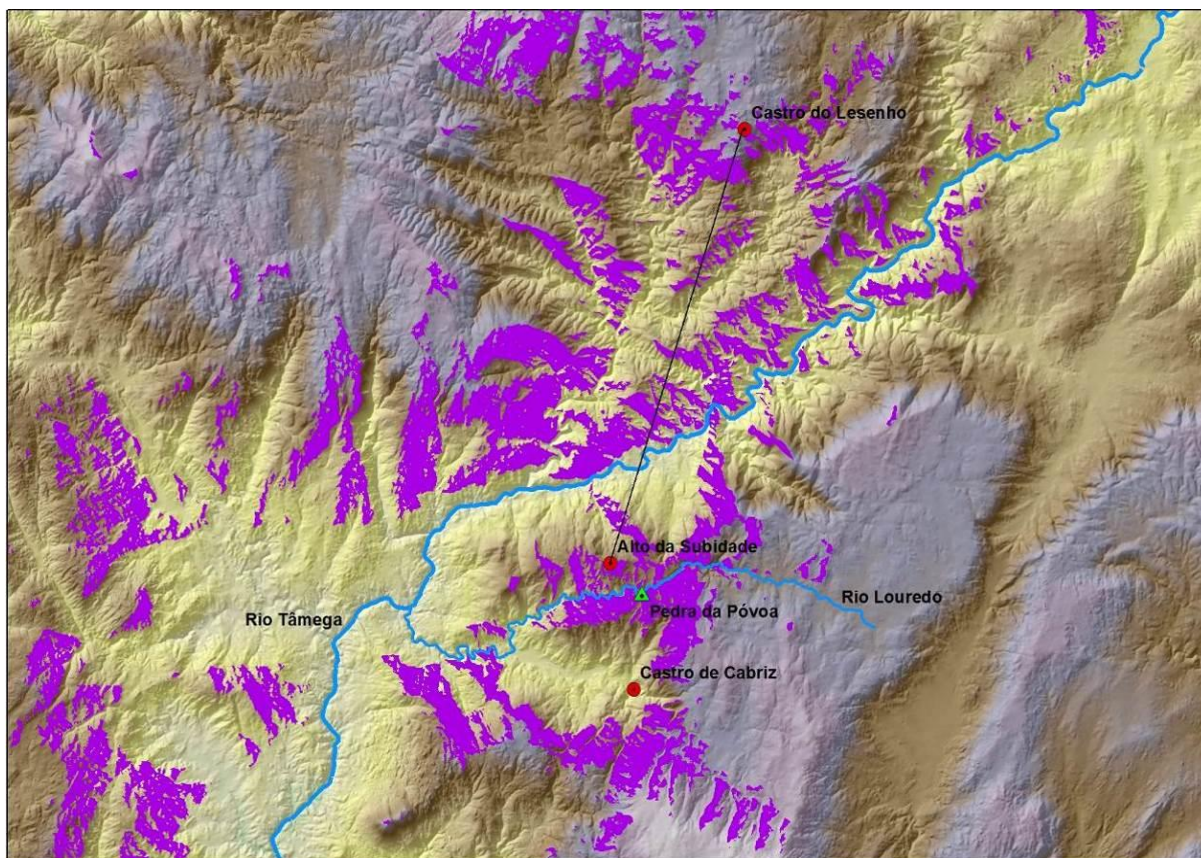 Castro do Lesenho
Alto da Subidade
Rio Louredo
Pedra da Póvoa
Rio Tâmega
Castro de Cabriz